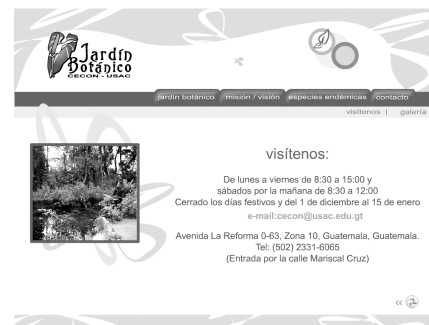 Jardín
Botánico
CECON - USAC
jardín botánico misión / visión especies endémicas contacto
visítenos | galería
visítenos:
De lunes a viernes de 8:30 a 15:00 y
sábados por la mañana de 8:30 a 12:00
Cerrado los días festivos y del 1 de diciembre al 15 de enero
e-mail:cecon@usac.edu.gt
Avenida La Reforma 0-63, Zona 10, Guatemala, Guatemala.
Tel: (502) 2331-6065
(Entrada por la calle Mariscal Cruz)
<<